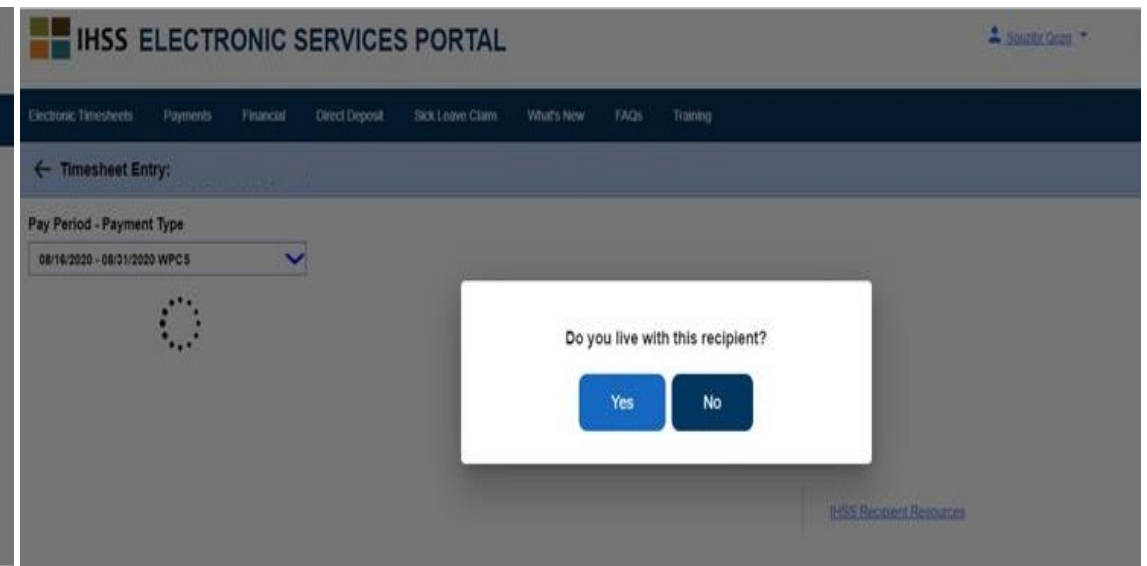 IHSS ELECTRONIC SERVICES PORTAL
Electronic Timesheets Payments Financial Direct Deposit Sick Leave Claim What's New FAQs Training
← Timesheet Entry:
Pay Period - Payment Type
08/16/2020 - 08/31/2020 WPCS
Do you live with this recipient?
Yes No
IHSS Recipient Resources